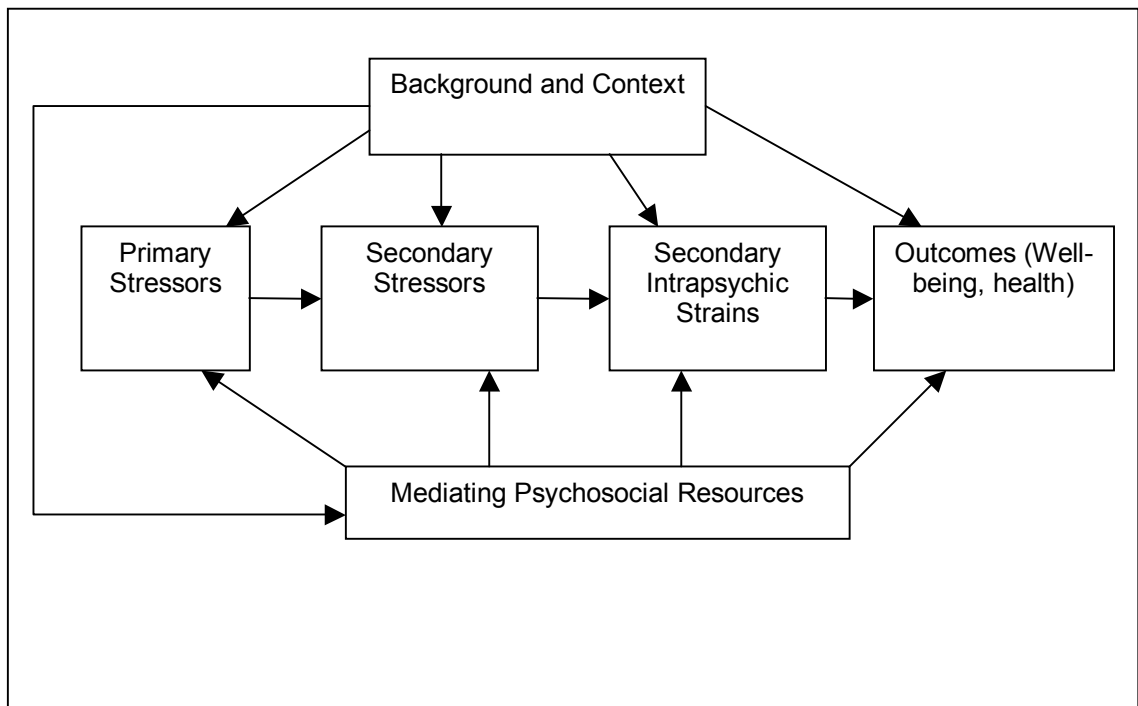 Background and Context
Primary
Stressors
Secondary
Stressors
Secondary
Intrapsychic
Strains
Outcomes (Well-
being, health)
Mediating Psychosocial Resources